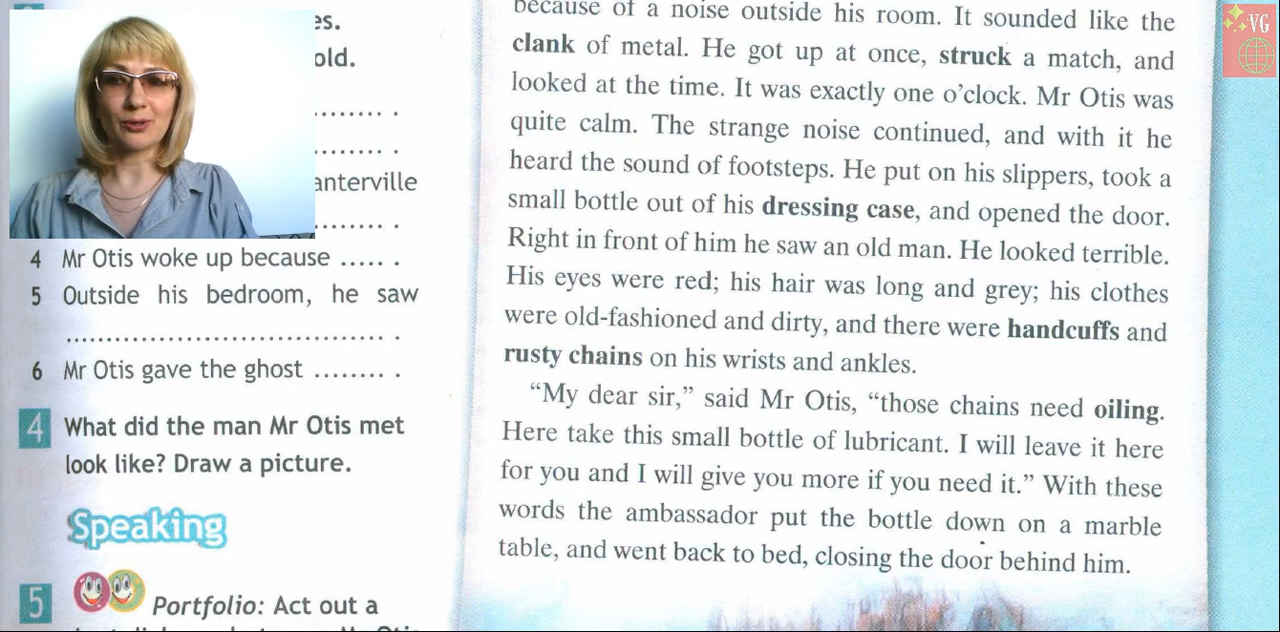 es.
old.
........ .
........ .
anterville
........ .
4 Mr Otis woke up because ..... .
5 Outside his bedroom, he saw
................................... .
6 Mr Otis gave the ghost ........ .
4 What did the man Mr Otis met
look like? Draw a picture.
Speaking
5 Portfolio: Act out a
because of a noise outside his room. It sounded like the
clank of metal. He got up at once, struck a match, and
looked at the time. It was exactly one o’clock. Mr Otis was
quite calm. The strange noise continued, and with it he
heard the sound of footsteps. He put on his slippers, took a
small bottle out of his dressing case, and opened the door.
Right in front of him he saw an old man. He looked terrible.
His eyes were red; his hair was long and grey; his clothes
were old-fashioned and dirty, and there were handcuffs and
rusty chains on his wrists and ankles.
“My dear sir,” said Mr Otis, “those chains need oiling.
Here take this small bottle of lubricant. I will leave it here
for you and I will give you more if you need it.” With these
words the ambassador put the bottle down on a marble
table, and went back to bed, closing the door behind him.
VG